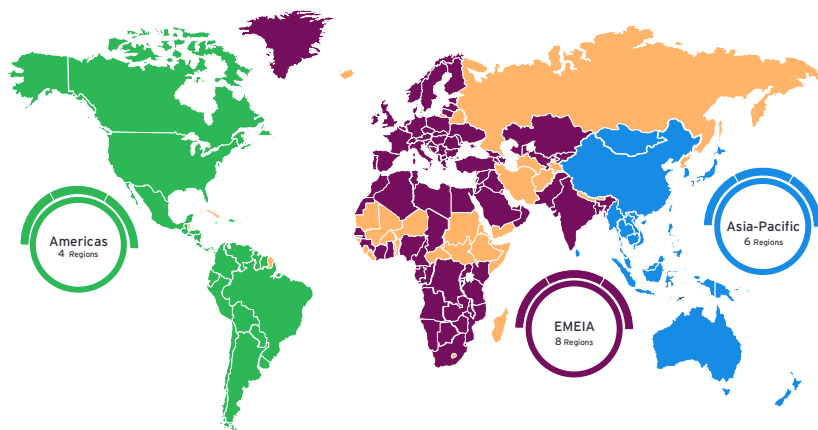 Americas
4 Regions
Asia-Pacific
6 Regions
EMEIA
8 Regions